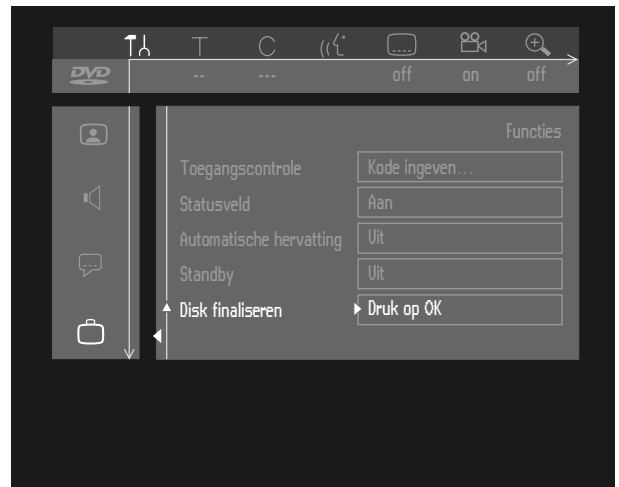 T C
DVD -- --- off on off
Functies
Toegangscontrole Kode ingeven...
Statusveld Aan
Automatische hervatting Uit
Standby Uit
Disk finaliseren Druk op OK